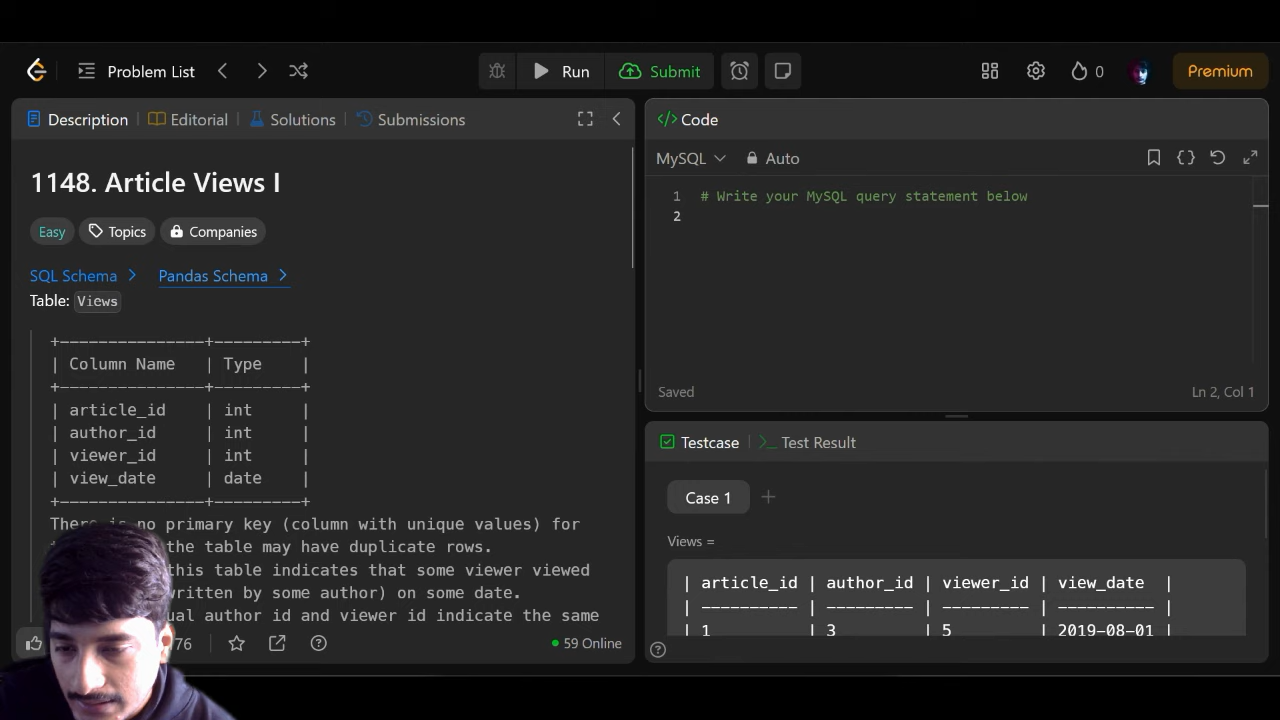 Problem List
Run
Submit
0
Premium
Description
Editorial
Solutions
Submissions
1148. Article Views I
Easy
Topics
Companies
SQL Schema
Pandas Schema
Table: Views
+---------------+---------+
| Column Name   | Type    |
+---------------+---------+
| article_id    | int     |
| author_id     | int     |
| viewer_id     | int     |
| view_date     | date    |
+---------------+---------+
There is no primary key (column with unique values) for
the table may have duplicate rows.
this table indicates that some viewer viewed
written by some author) on some date.
author id and viewer id indicate the same
76
59 Online
</> Code
MySQL
Auto
1 # Write your MySQL query statement below
2
Saved
Ln 2, Col 1
Testcase
Test Result
Case 1
Views =
| article_id | author_id | viewer_id | view_date  |
| ---------- | --------- | --------- | ---------- |
| 1          | 3         | 5         | 2019-08-01 |